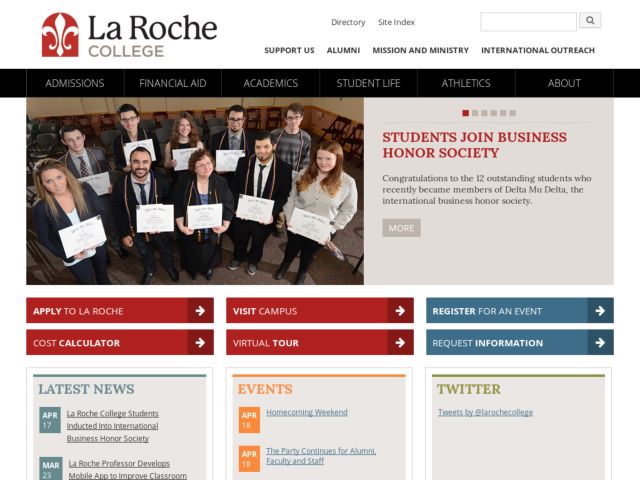 La Roche
COLLEGE
Directory Site Index
SUPPORT US ALUMNI MISSION AND MINISTRY INTERNATIONAL OUTREACH
ADMISSIONS FINANCIAL AID ACADEMICS STUDENT LIFE ATHLETICS ABOUT
STUDENTS JOIN BUSINESS
HONOR SOCIETY
Congratulations to the 12 outstanding students who
recently became members of Delta Mu Delta, the
international business honor society.
MORE
APPLY TO LA ROCHE
VISIT CAMPUS
REGISTER FOR AN EVENT
COST CALCULATOR
VIRTUAL TOUR
REQUEST INFORMATION
LATEST NEWS
APR
17
La Roche College Students
Inducted Into International
Business Honor Society
MAR
23
La Roche Professor Develops
Mobile App to Improve Classroom
EVENTS
APR
18
Homecoming Weekend
APR
18
The Party Continues for Alumni,
Faculty and Staff
TWITTER
Tweets by @larochecollege